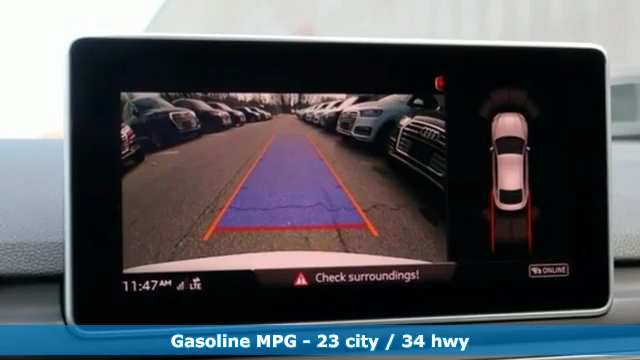 11:47AM LTE
Check surroundings!
ONLINE
Gasoline MPG - 23 city / 34 hwy